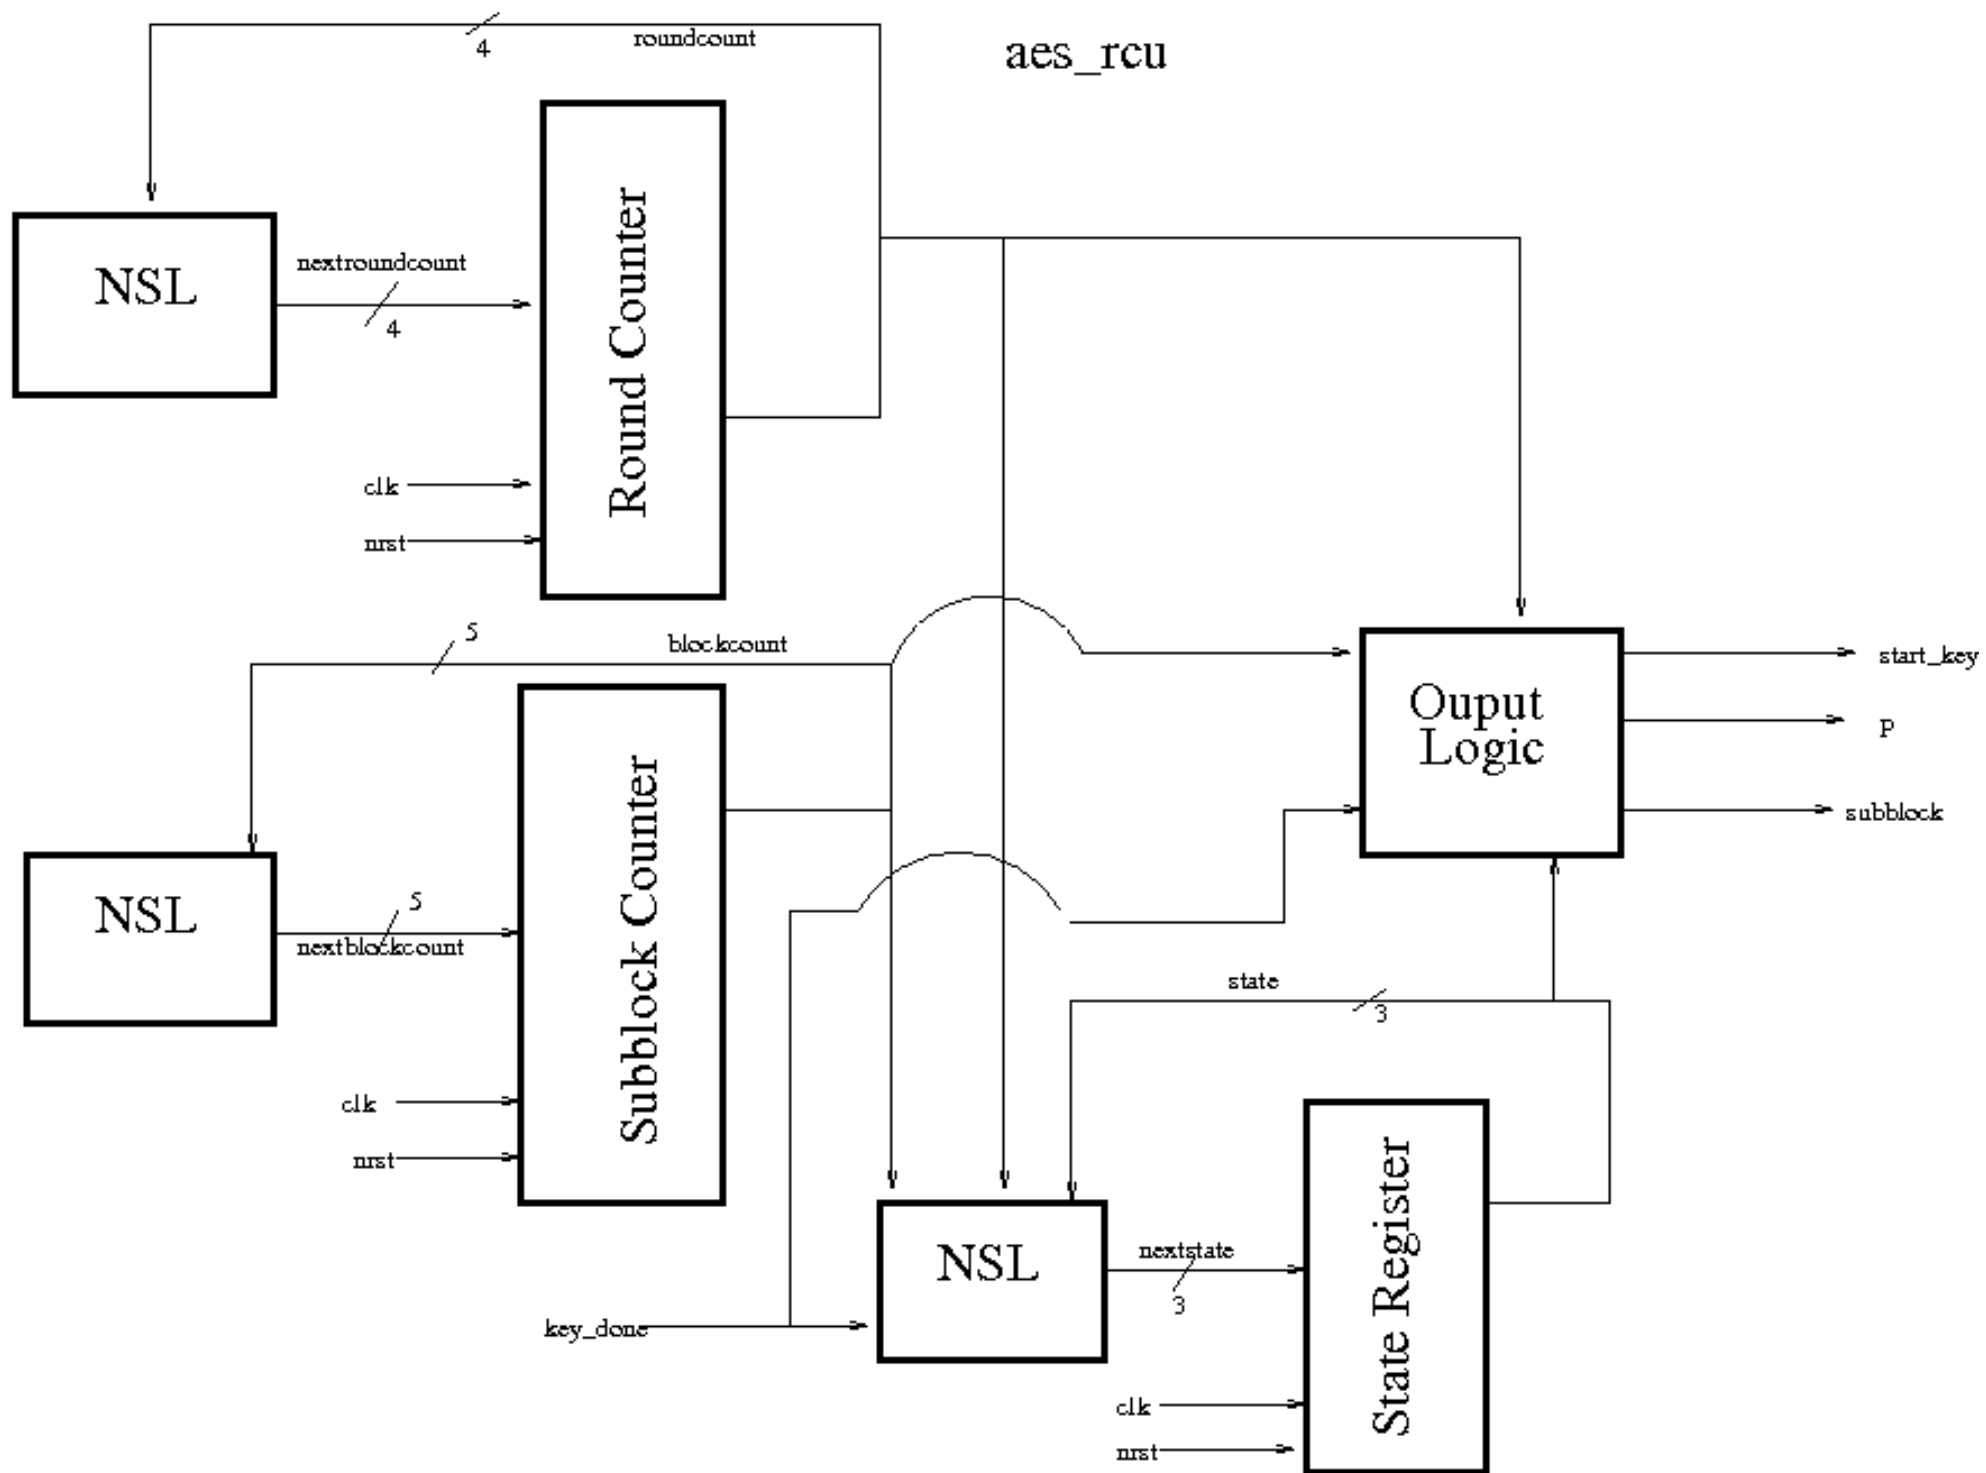 4
roundcount
aes_rcu
NSL
nextroundcount
4
Round Counter
clk
nrst
5
blockcount
NSL
5
nextblockcount
Subblock Counter
clk
nrst
Ouput
Logic
start_key
p
subblock
state
3
NSL
nextstate
3
key_done
State Register
clk
nrst